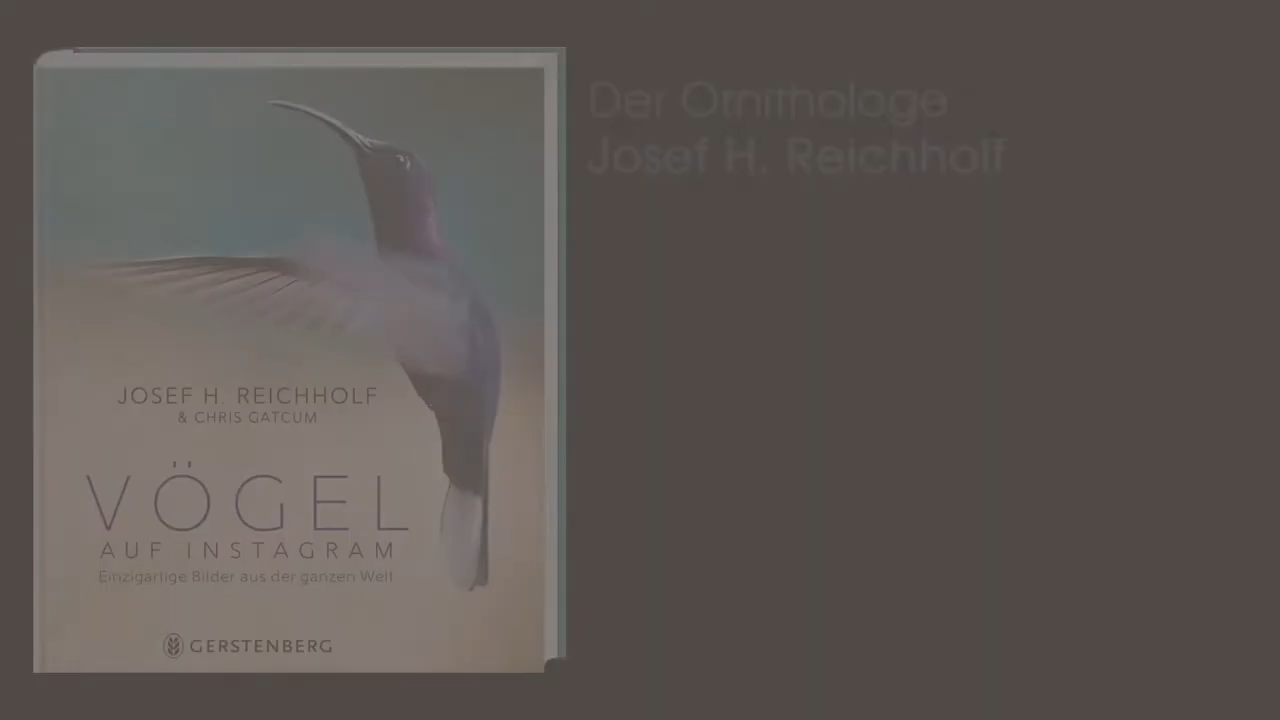 JOSEF H. REICHHOLF
& CHRIS GATCUM
VÖGEL
AUF INSTAGRAM
Einzigartige Bilder aus der ganzen Welt
GERSTENBERG
Der Ornithologe
Josef H. Reichholf